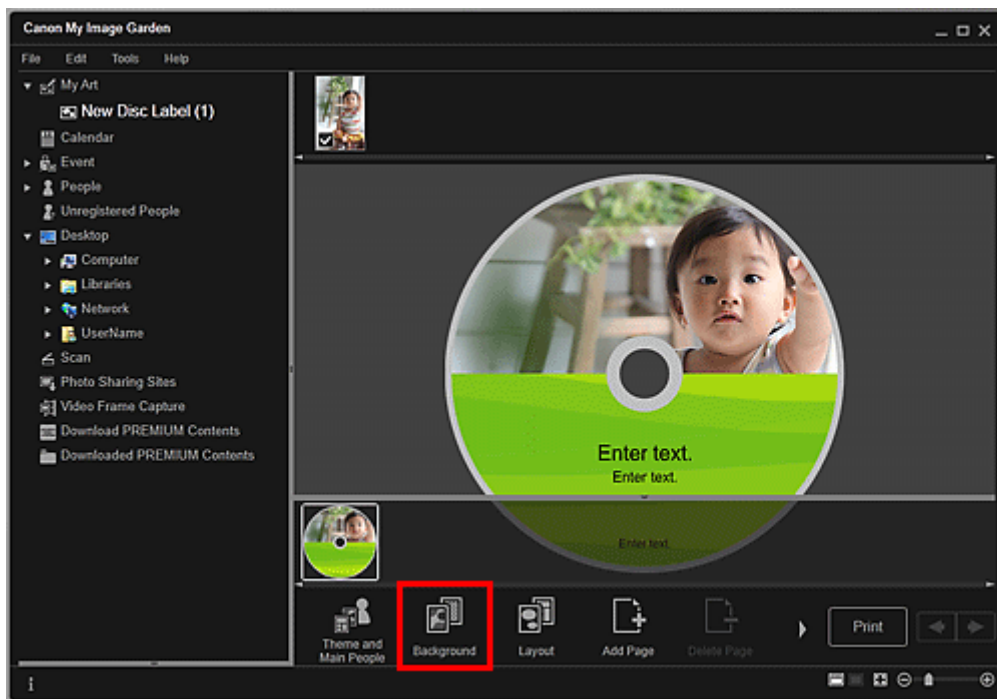 Canon My Image Garden
File Edit Tools Help
My Art
New Disc Label (1)
Calendar
Event
People
Unregistered People
Desktop
Computer
Libraries
Network
UserName
Scan
Photo Sharing Sites
Video Frame Capture
Download PREMIUM Contents
Downloaded PREMIUM Contents
Enter text.
Enter text.
Enter text.
Theme and
Main People
Background
Layout
Add Page
Delete Page
Print